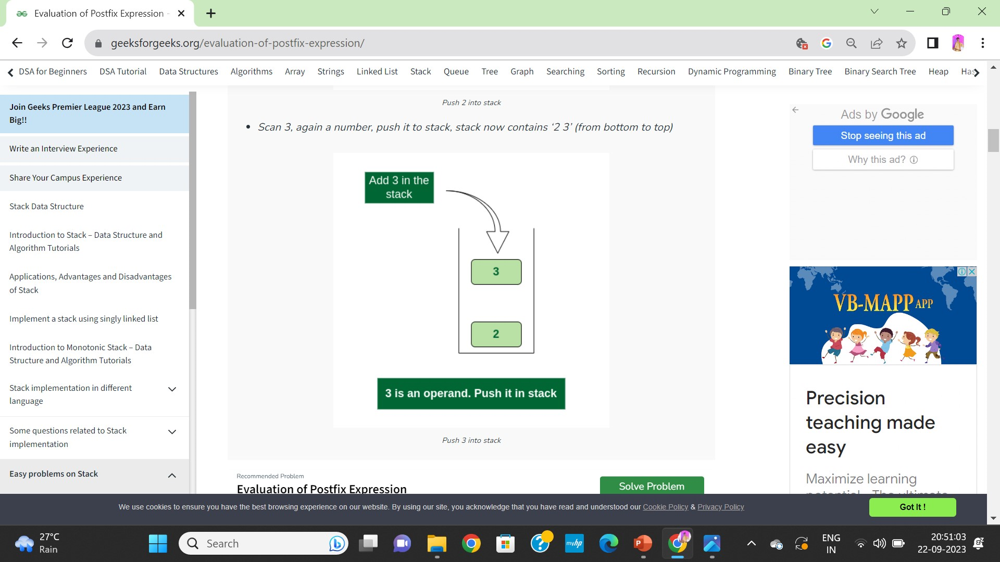 Evaluation of Postfix Expression -
geeksforgeeks.org/evaluation-of-postfix-expression/
DSA for Beginners DSA Tutorial Data Structures Algorithms Array Strings Linked List Stack Queue Tree Graph Searching Sorting Recursion Dynamic Programming Binary Tree Binary Search Tree Heap Has
Join Geeks Premier League 2023 and Earn
Big!!
Write an Interview Experience
Share Your Campus Experience
Stack Data Structure
Introduction to Stack – Data Structure and
Algorithm Tutorials
Applications, Advantages and Disadvantages
of Stack
Implement a stack using singly linked list
Introduction to Monotonic Stack – Data
Structure and Algorithm Tutorials
Stack implementation in different
language
Some questions related to Stack
implementation
Easy problems on Stack
Push 2 into stack
• Scan 3, again a number, push it to stack, stack now contains ‘2 3’ (from bottom to top)
Add 3 in the
stack
3
2
3 is an operand. Push it in stack
Push 3 into stack
Recommended Problem
Evaluation of Postfix Expression
Solve Problem
Ads by Google
Stop seeing this ad
Why this ad?
VB-MAPP APP
Precision
teaching made
easy
Maximize learning
We use cookies to ensure you have the best browsing experience on our website. By using our site, you acknowledge that you have read and understood our Cookie Policy & Privacy Policy
Got It !
27°C
Rain
Search
myhp
ENG
IN
20:51:03
22-09-2023